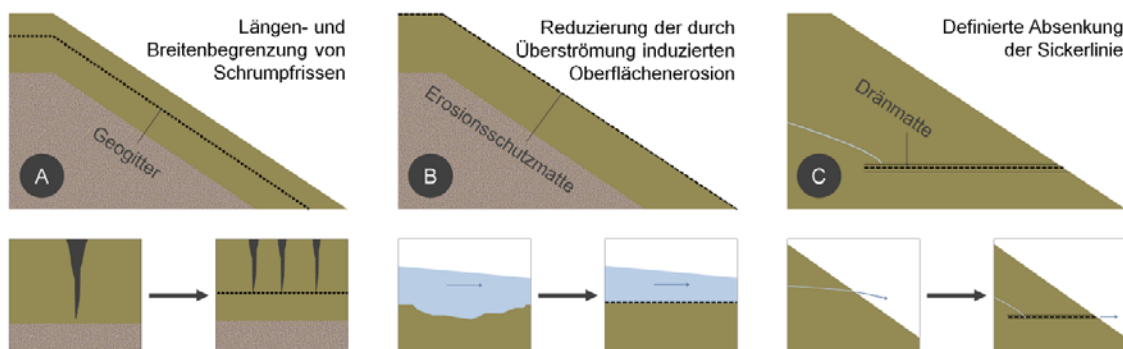 Längen- und
Breitenbegrenzung von
Schrumpfrissen
Geogitter
A
Reduzierung der durch
Überströmung induzierten
Oberflächenerosion
Erosionsschutzmatte
B
Definierte Absenkung
der Sickerlinie
Dränmatte
C